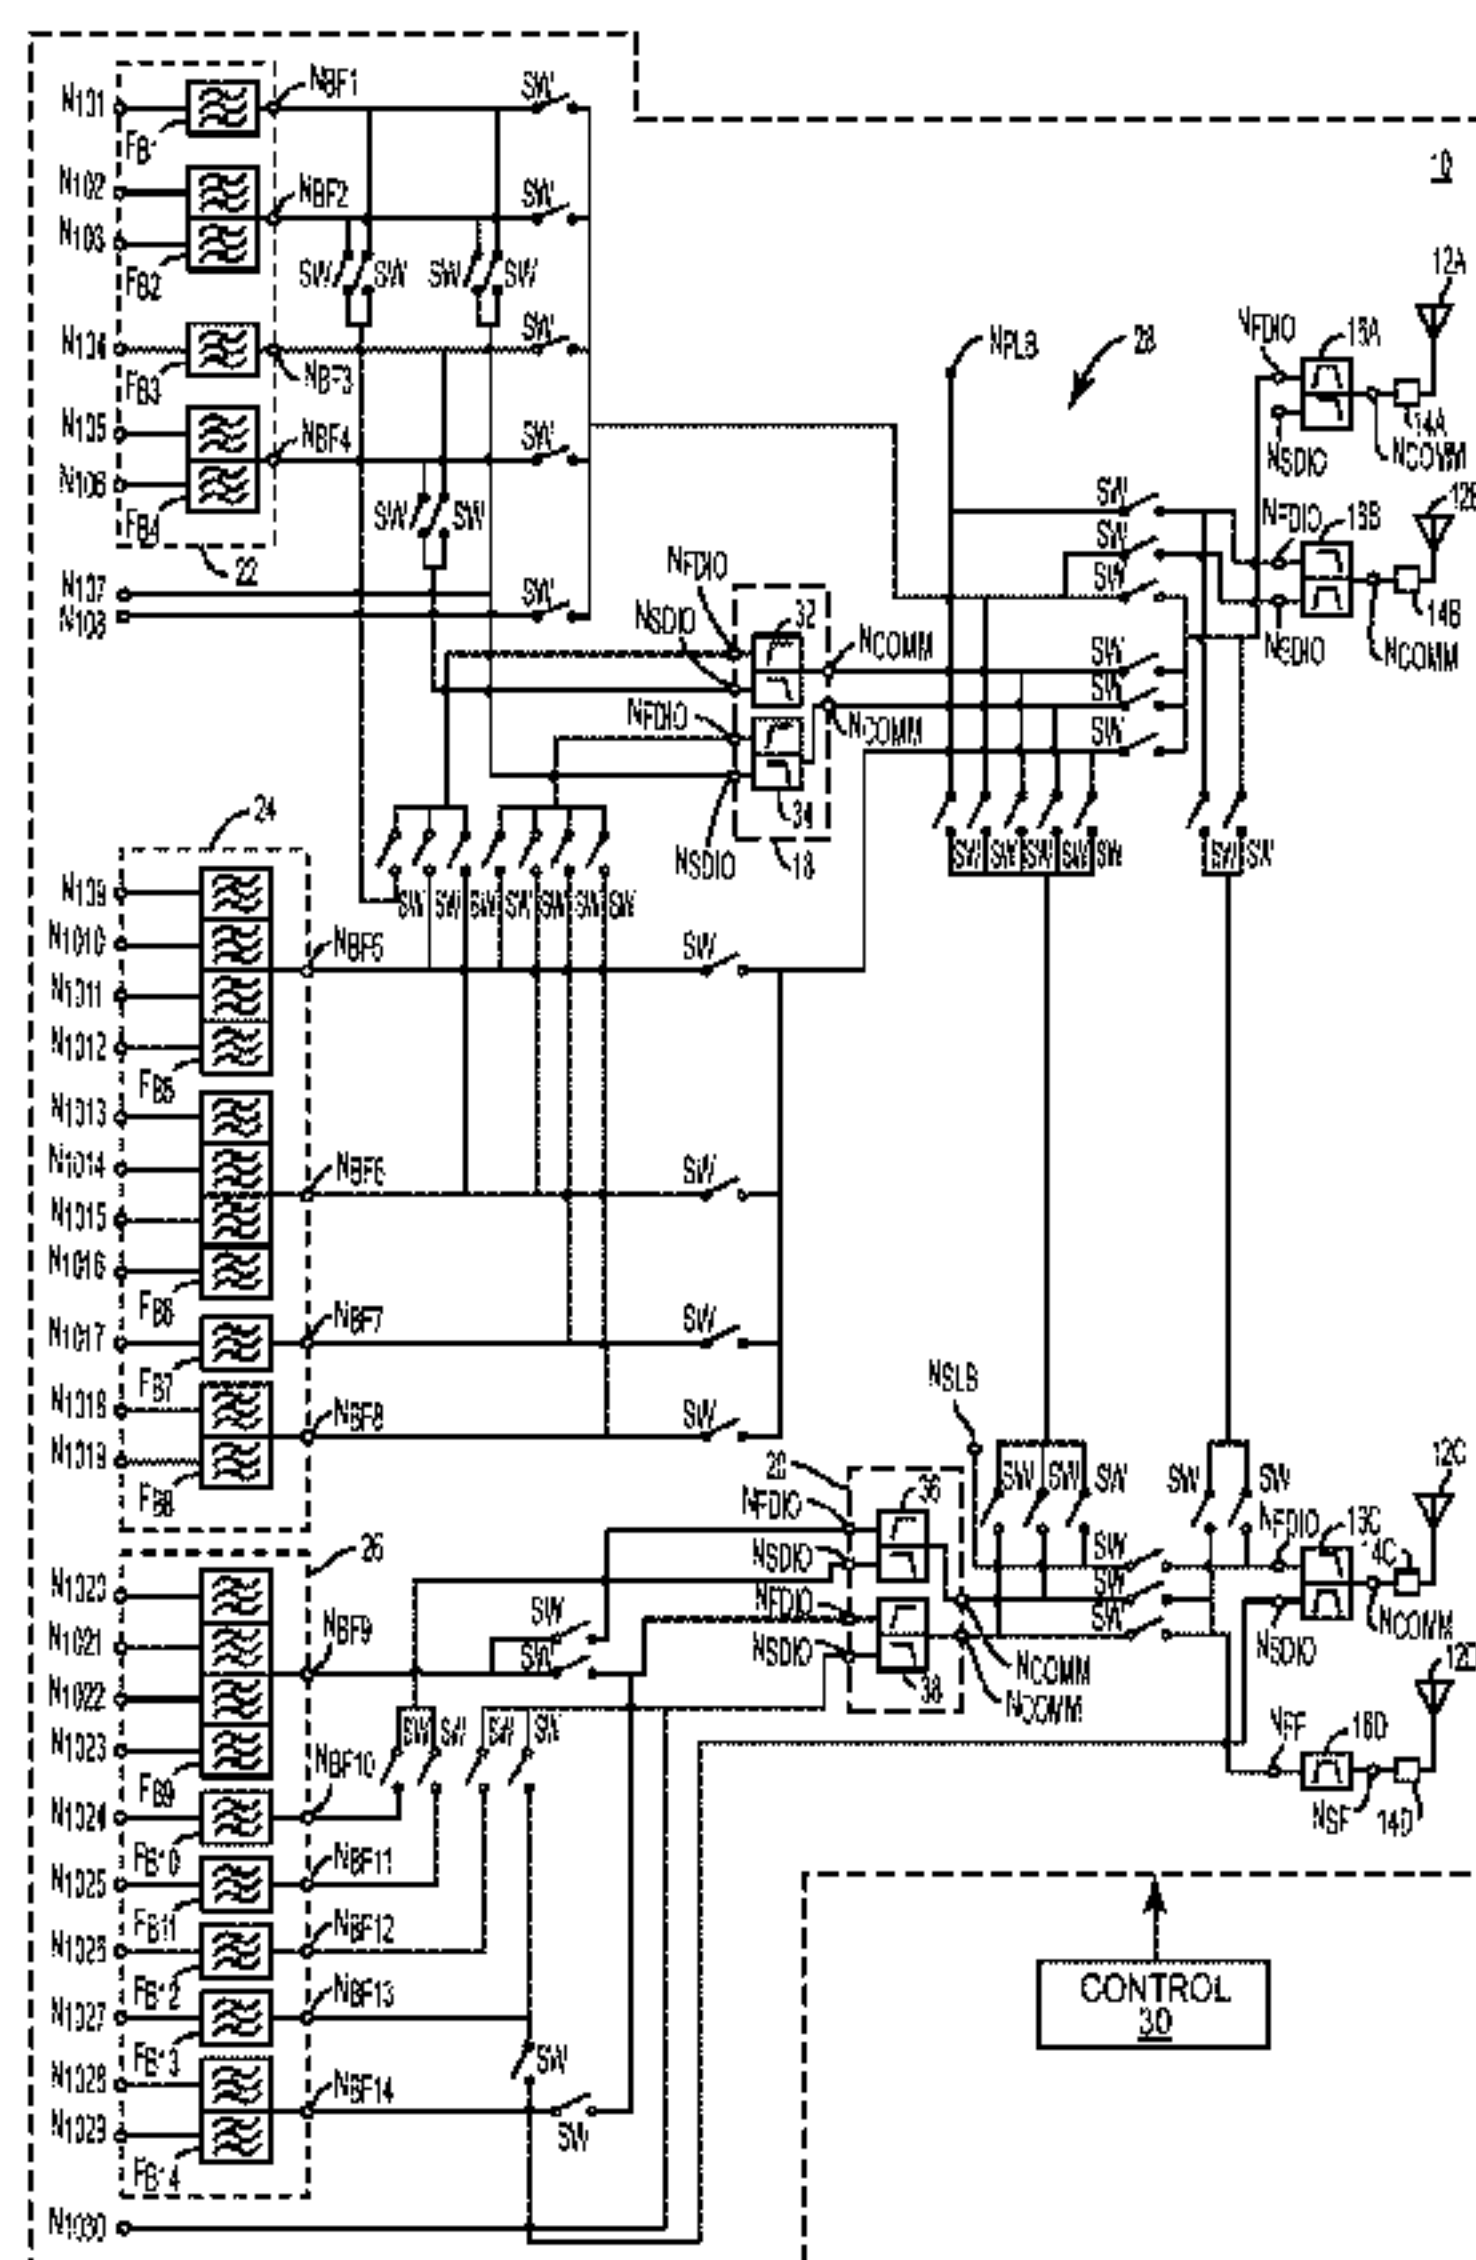 10
N101
FB1
NBF1
SW
N102
N103
FB2
NBF2
SW
SW
SW
SW
SW
N104
FB3
NBF3
SW
N105
N106
FB4
NBF4
SW
SW
SW
22
N107
N108
SW
NFDIO
NSDIO
32
NCOMM
NFDIO
NCOMM
34
NSDIO
18
NPLB
28
SW
SW
SW
SW
SW
SW
SW
SW
SW
SW
SW
SW
SW
12A
NFDIO
16A
14A
NSDIO
NCOMM
12B
NFDIO
16B
14B
NSDIO
NCOMM
24
SW
SW
SW
SW
SW
SW
SW
N109
N1010
N1011
N1012
FB5
NBF5
SW
N1013
N1014
N1015
N1016
FB6
NBF6
SW
N1017
FB7
NBF7
SW
N1018
N1019
FB8
NBF8
SW
NSLB
20
NFDIO
36
NSDIO
NFDIO
NSDIO
38
NCOMM
NCOMM
SW
SW
SW
SW
SW
SW
SW
SW
12C
NFDIO
16C
14C
NSDIO
NCOMM
12D
NFF
16D
NSF
14D
26
N1020
N1021
N1022
N1023
FB9
NBF9
SW
SW
SW
SW
SW
SW
N1024
FB10
NBF10
N1025
FB11
NBF11
N1026
FB12
NBF12
N1027
FB13
NBF13
SW
N1028
N1029
FB14
NBF14
SW
N1030
CONTROL
30